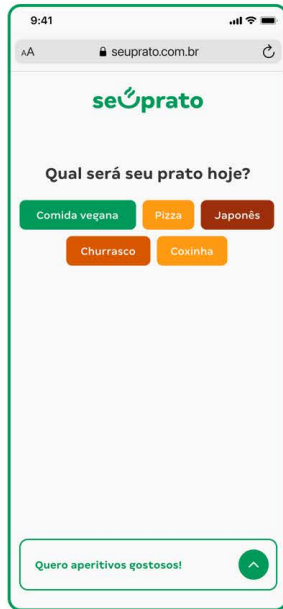 9:41
AA seuprato.com.br
seuprato
Qual será seu prato hoje?
Comida vegana Pizza Japonês
Churrasco Coxinha
Quero aperitivos gostosos!